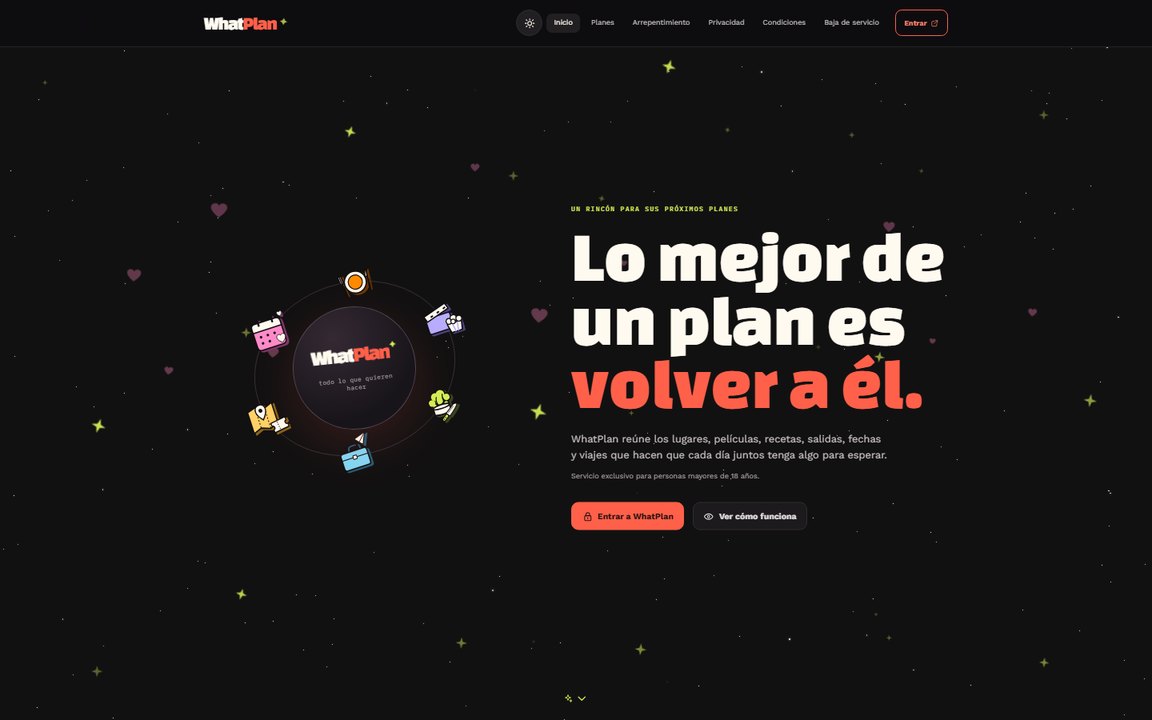 WhatPlan
Inicio
Planes
Arrepentimiento
Privacidad
Condiciones
Baja de servicio
Entrar
WhatPlan
todo lo que quieren
hacer
UN RINCÓN PARA SUS PRÓXIMOS PLANES
Lo mejor de
un plan es
volver a él.
WhatPlan reúne los lugares, películas, recetas, salidas, fechas
y viajes que hacen que cada día juntos tenga algo para esperar.
Servicio exclusivo para personas mayores de 18 años.
Entrar a WhatPlan
Ver cómo funciona